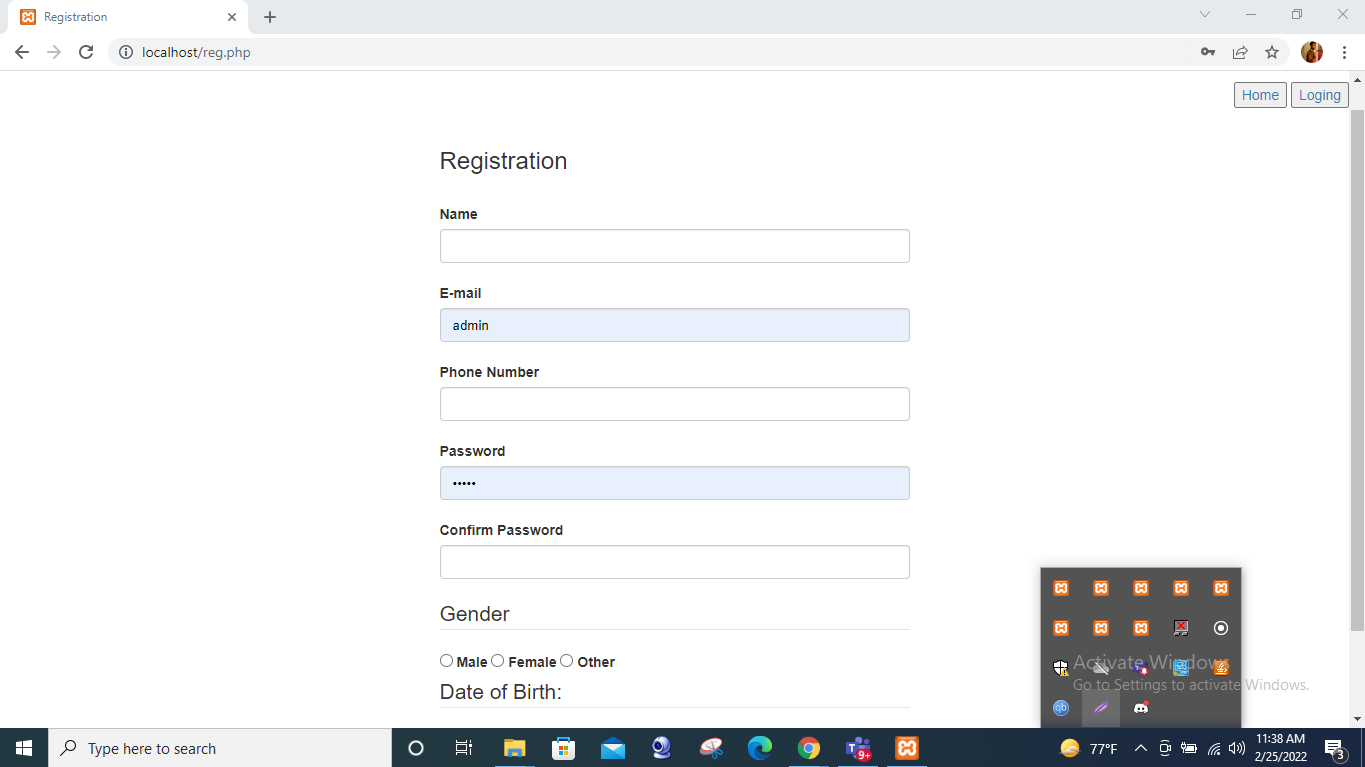 Registration
localhost/reg.php
Home Loging
Registration
Name
E-mail
admin
Phone Number
Password
•••••
Confirm Password
Gender
Male Female Other
Date of Birth:
qb
Activate Windows
Go to Settings to activate Windows.
Type here to search
9+
77°F
11:38 AM
2/25/2022
3